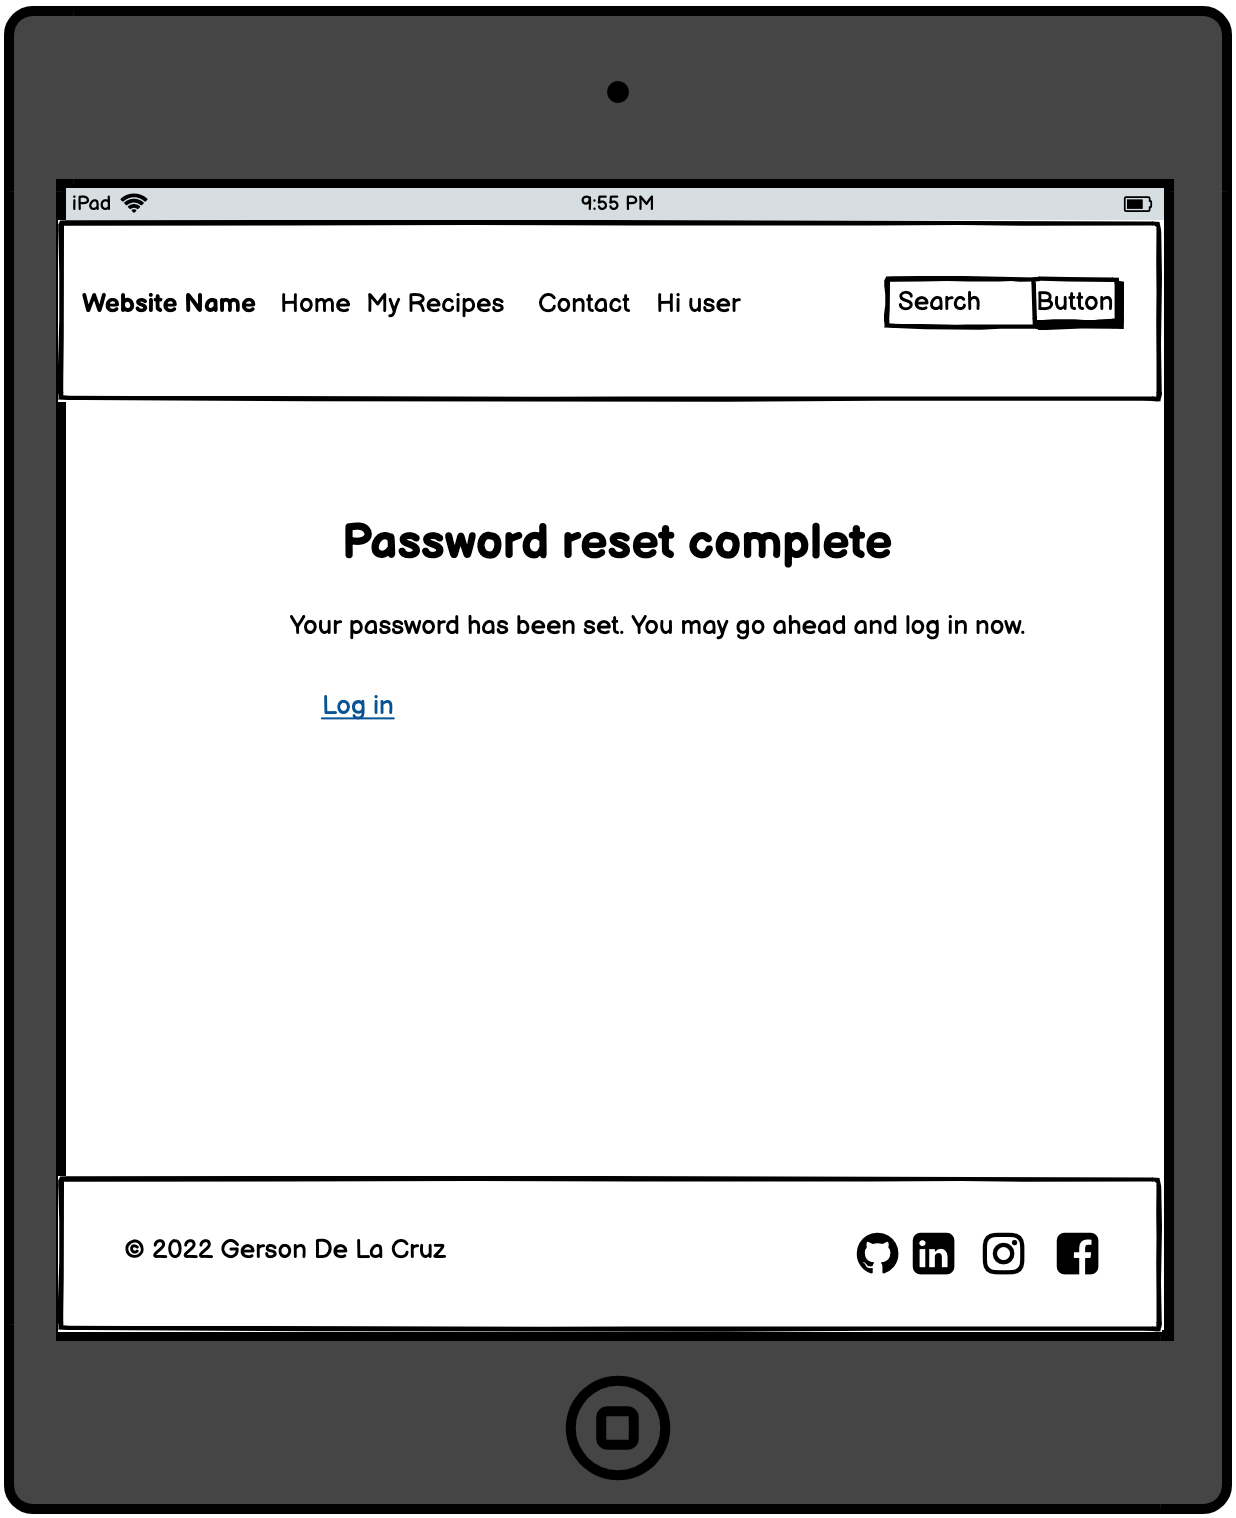 iPad 9:55 PM
Website Name Home My Recipes Contact Hi user Search Button
Password reset complete
Your password has been set. You may go ahead and log in now.
Log in
© 2022 Gerson De La Cruz